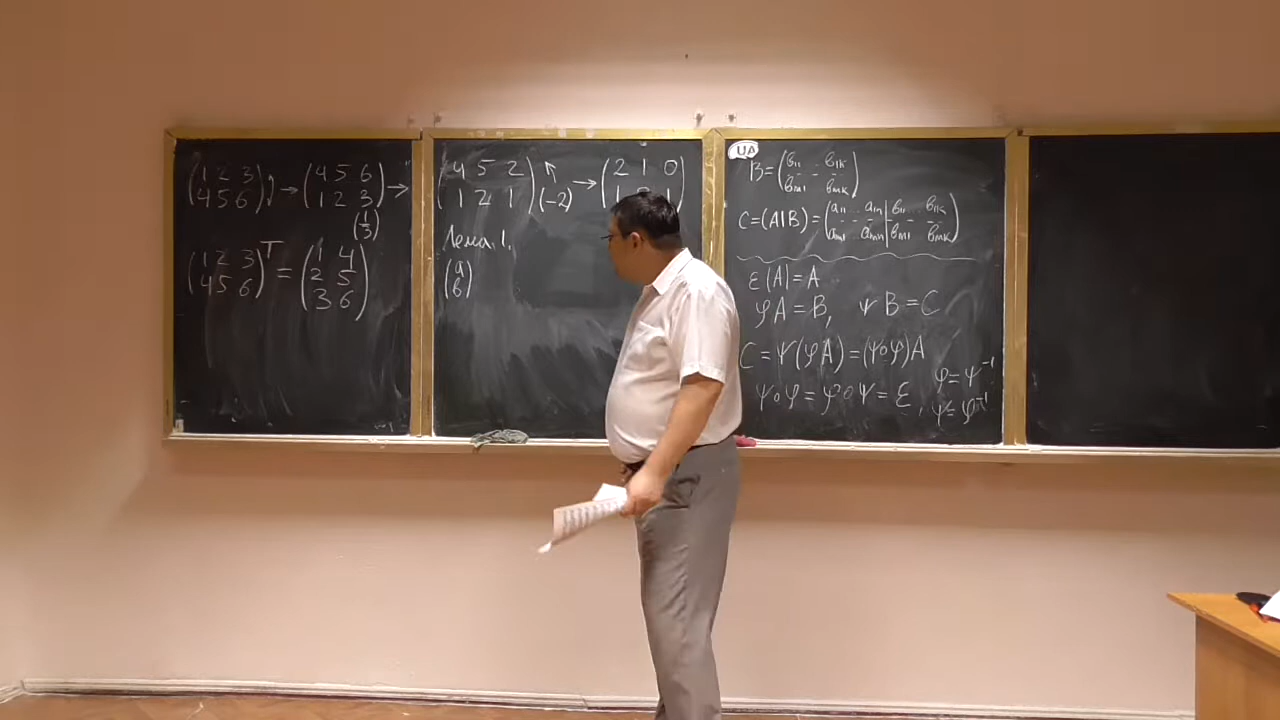 (1 2 3
4 5 6) → (4 5 6
1 2 3) →
(1/3)
(1 2 3
4 5 6)ᵀ = (1 4
2 5
3 6)
(4 5 2
1 2 1) (-2) → (2 1 0
1
Лема 1.
(a
b)
UA
B = (b₁₁ ... b₁ₖ
bₘ₁ ... bₘₖ)
C = (A|B) = (a₁₁ ... a₁ₙ | b₁₁ ... b₁ₖ
aₘ₁ ... aₘₙ | bₘ₁ ... bₘₖ)
ε(A) = A
φA = B, ψB = C
C = ψ(φA) = (ψ∘φ)A
φ = ψ⁻¹
ψ∘φ = φ∘ψ = ε, ψ = φ⁻¹